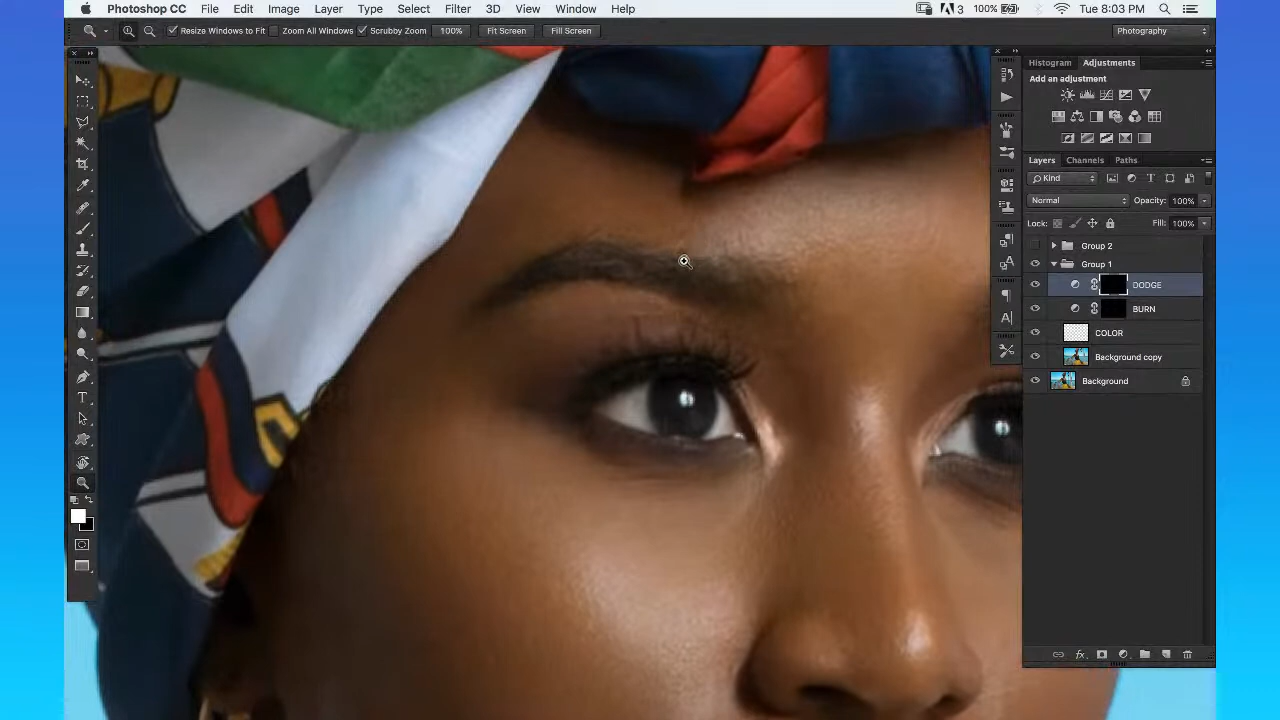 Photoshop CC File Edit Image Layer Type Select Filter 3D View Window Help 4 100% Tue 8:03 PM
Resize Windows to Fit Zoom All Windows Scrubby Zoom 100% Fit Screen Fill Screen Photography
Histogram Adjustments
Add an adjustment
Layers Channels Paths
Kind
Normal Opacity: 100%
Lock: Fill: 100%
Group 2
Group 1
DODGE
BURN
COLOR
Background copy
Background